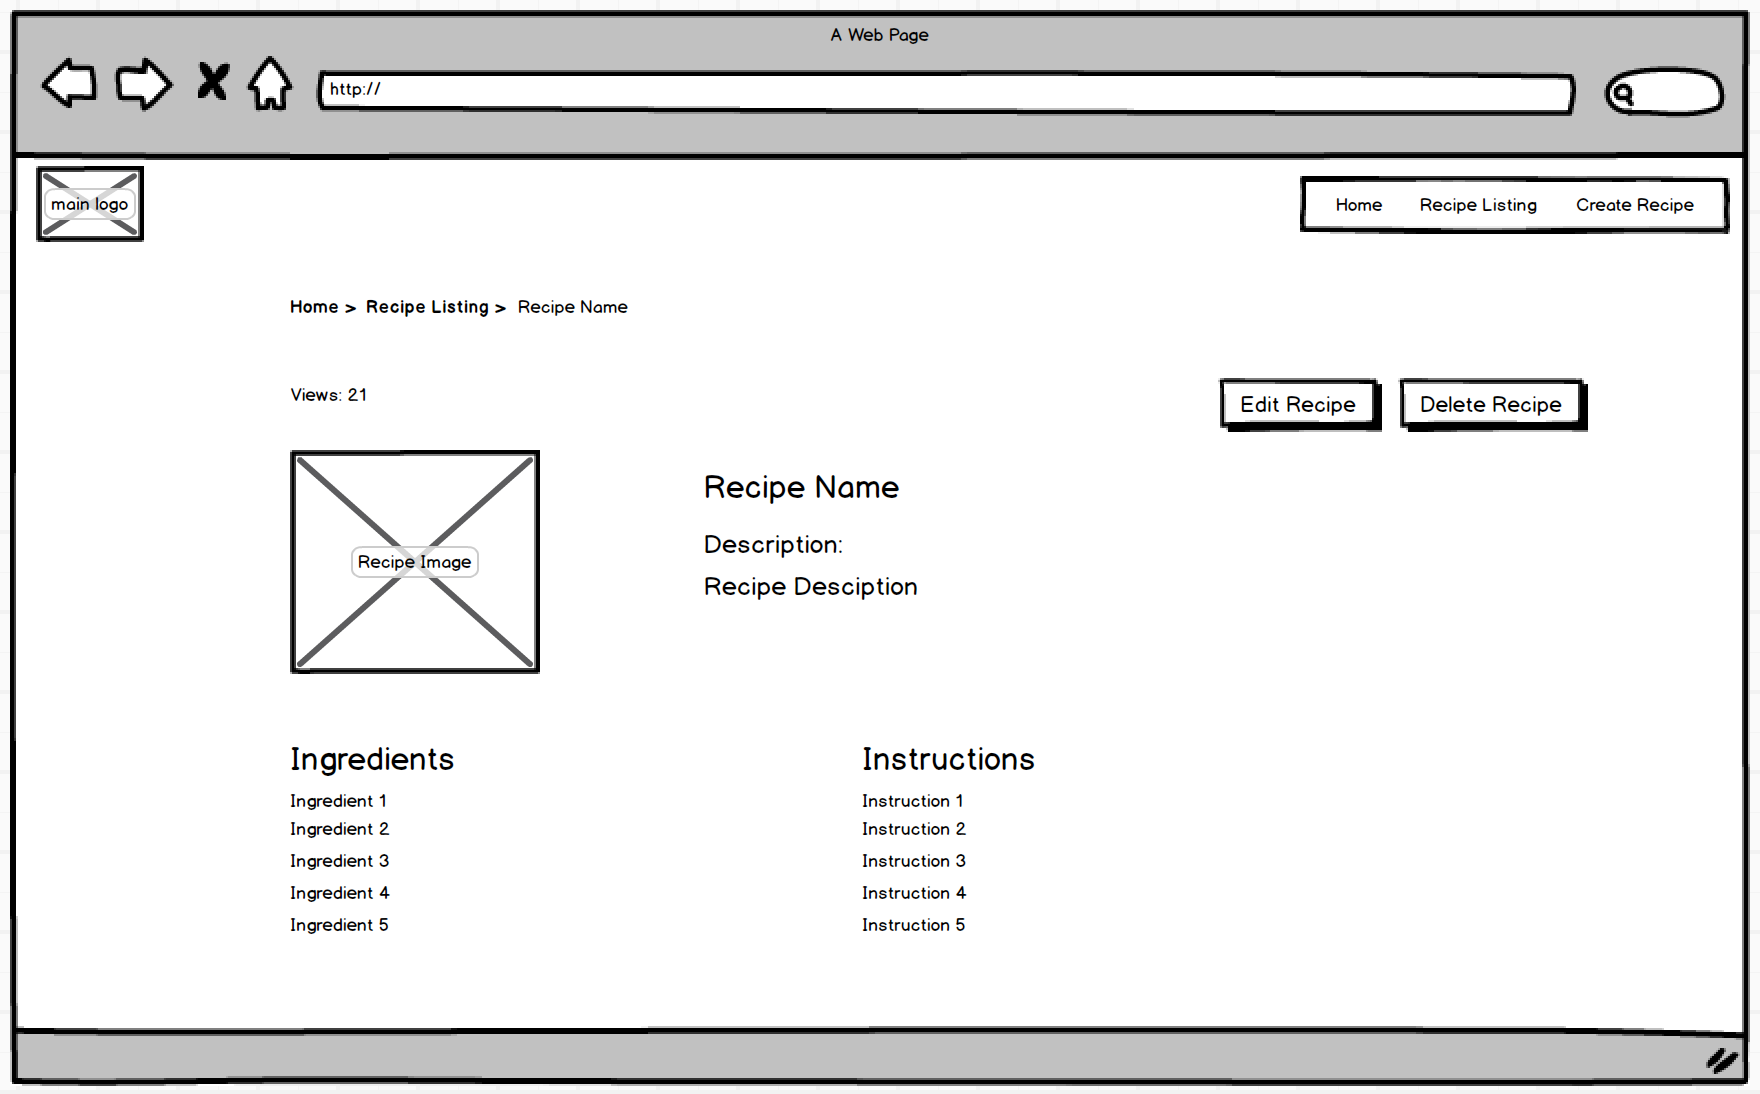 A Web Page
http://
main logo
Home Recipe Listing Create Recipe
Home > Recipe Listing > Recipe Name
Views: 21
Edit Recipe Delete Recipe
Recipe Image
Recipe Name
Description:
Recipe Desciption
Ingredients
Ingredient 1
Ingredient 2
Ingredient 3
Ingredient 4
Ingredient 5
Instructions
Instruction 1
Instruction 2
Instruction 3
Instruction 4
Instruction 5